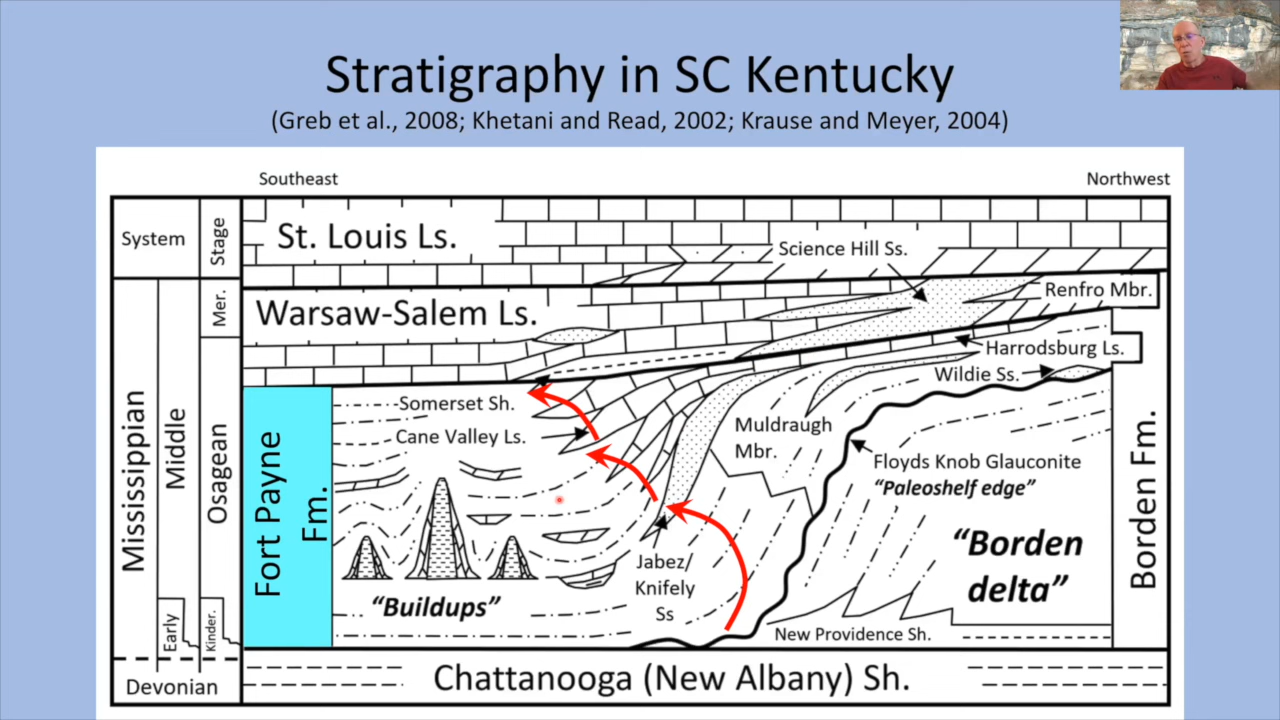 Stratigraphy in SC Kentucky
(Greb et al., 2008; Khetani and Read, 2002; Krause and Meyer, 2004)
Southeast
Northwest
System
Stage
St. Louis Ls.
Science Hill Ss.
Mer.
Warsaw-Salem Ls.
Renfro Mbr.
Harrodsburg Ls.
Wildie Ss.
Mississippian
Middle
Osagean
Fort Payne
Fm.
Somerset Sh.
Cane Valley Ls.
Muldraugh
Mbr.
Floyds Knob Glauconite
“Paleoshelf edge”
Borden Fm.
“Borden
delta”
Jabez/
Knifely
Ss
“Buildups”
Early
Kinder.
New Providence Sh.
Devonian
Chattanooga (New Albany) Sh.